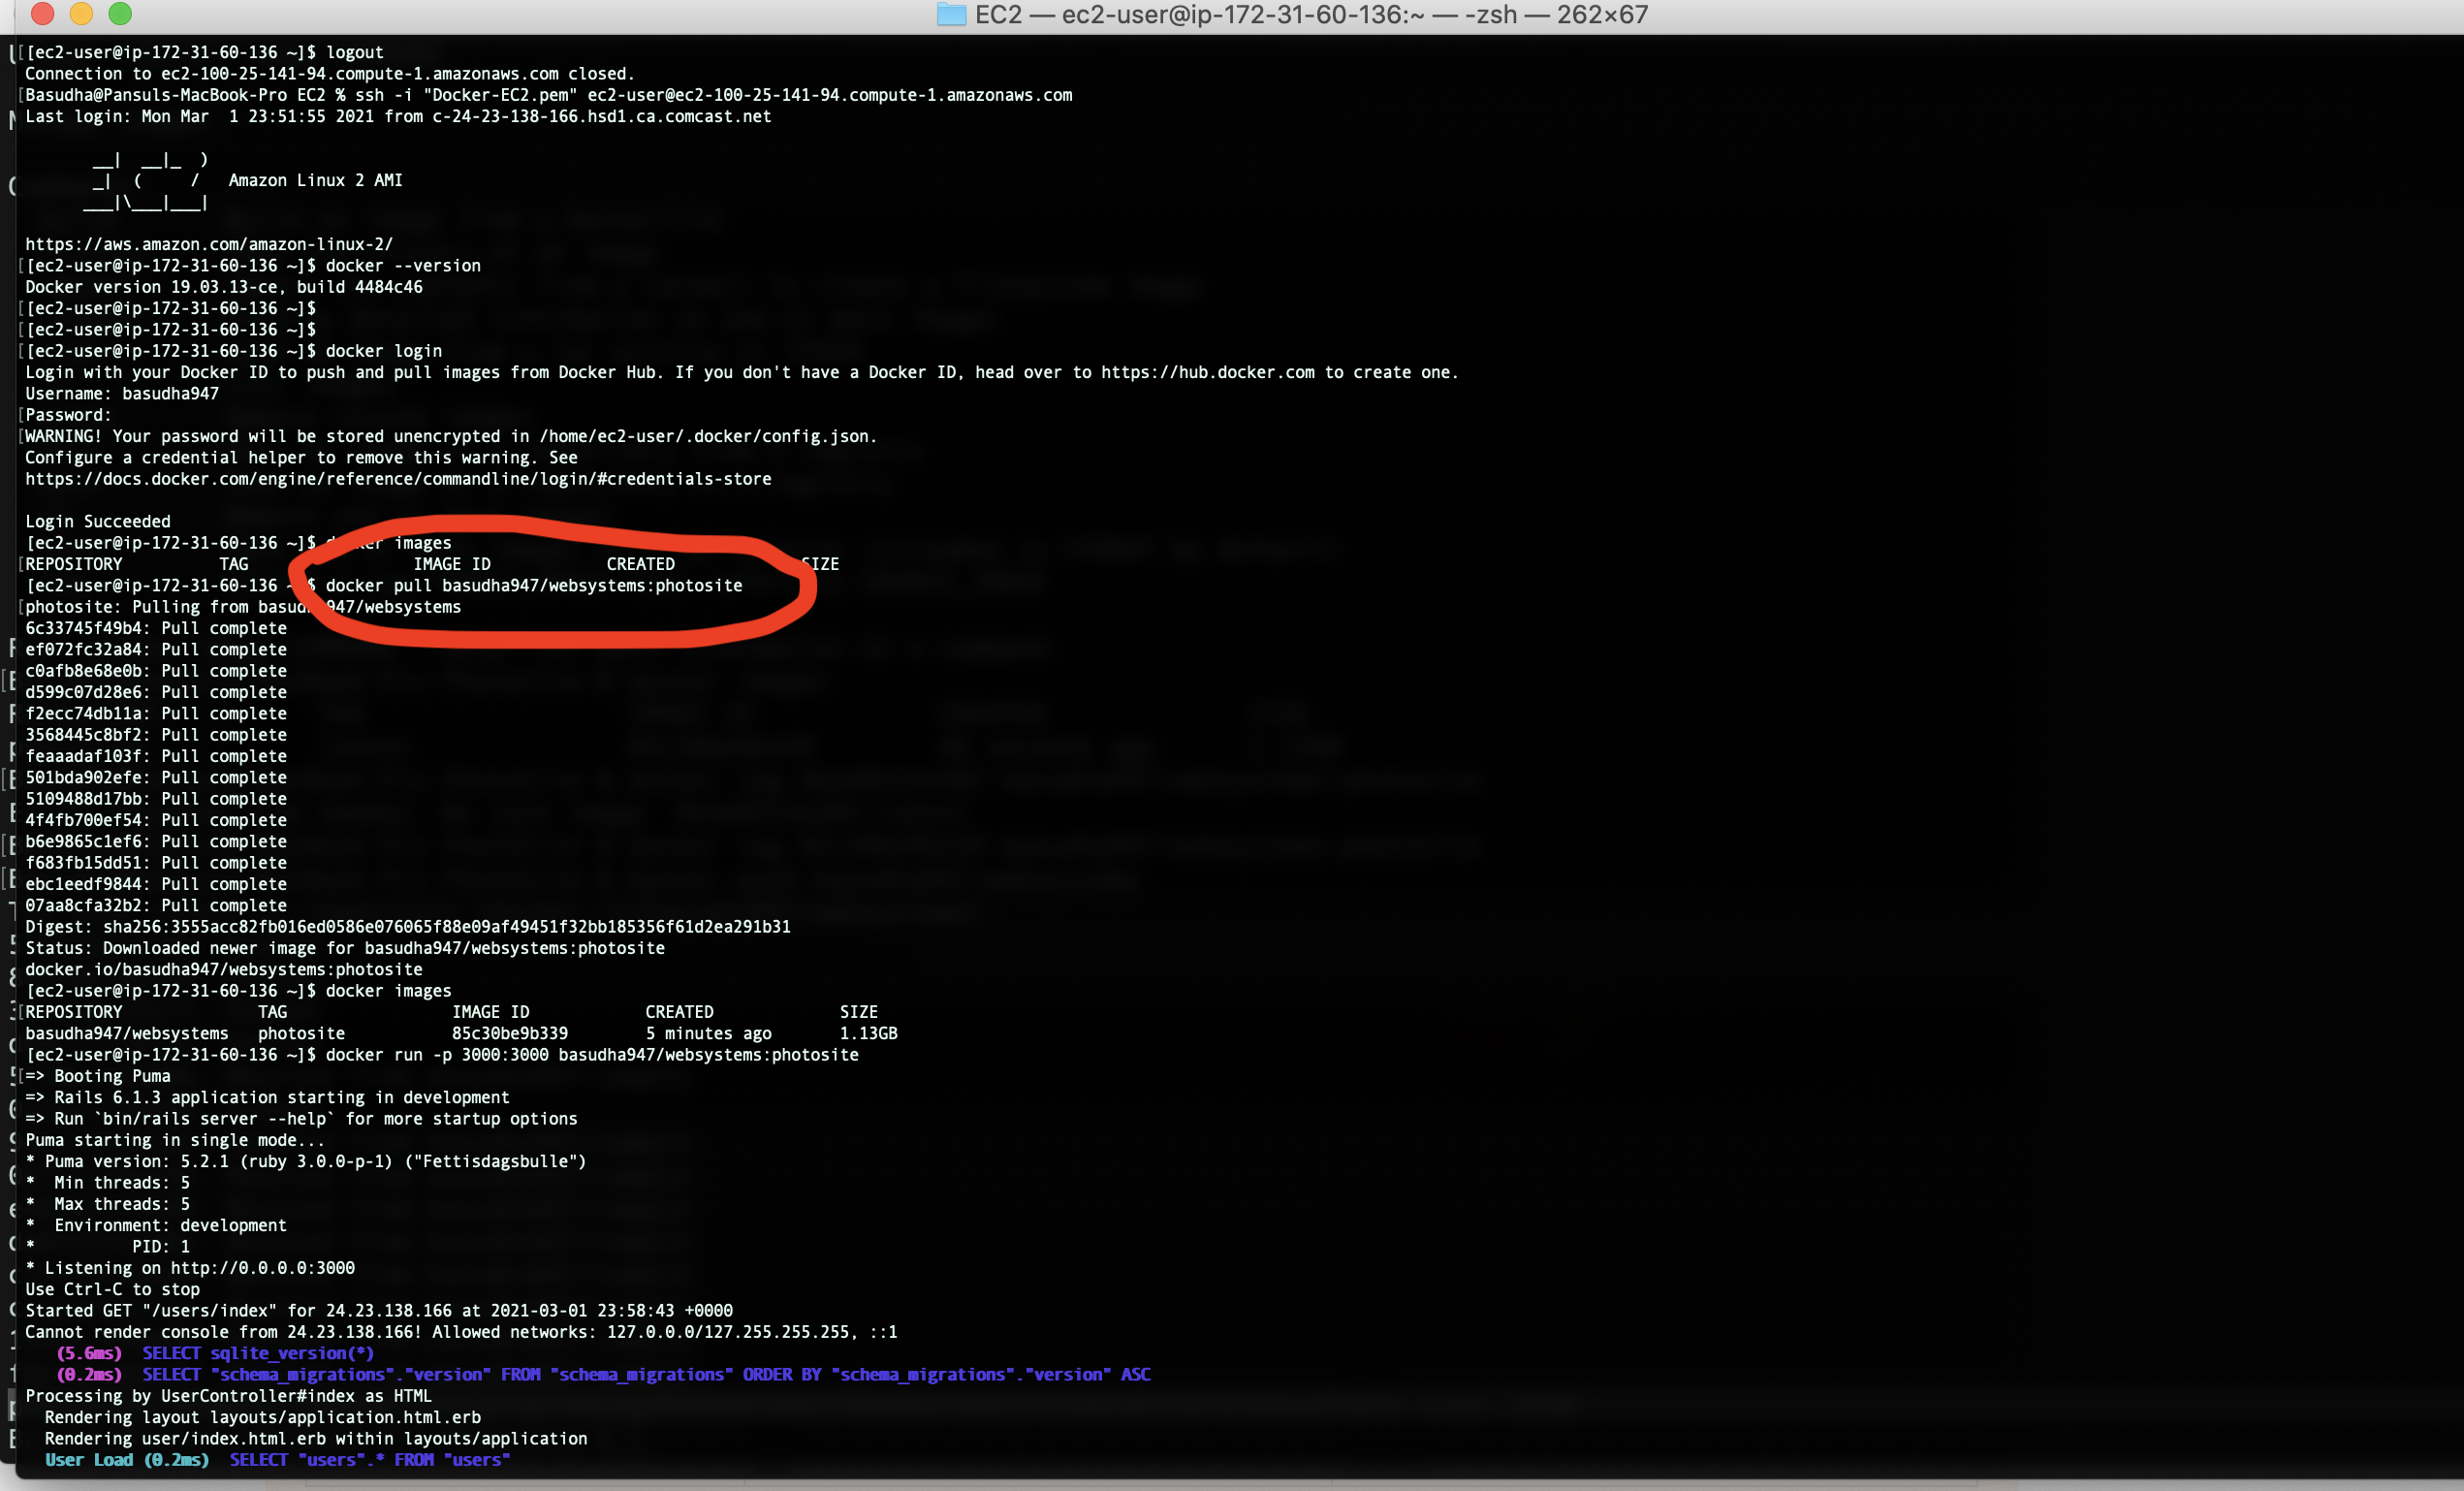 EC2 — ec2-user@ip-172-31-60-136:~ — -zsh — 262×67
[[ec2-user@ip-172-31-60-136 ~]$ logout
Connection to ec2-100-25-141-94.compute-1.amazonaws.com closed.
[Basudha@Pansuls-MacBook-Pro EC2 % ssh -i "Docker-EC2.pem" ec2-user@ec2-100-25-141-94.compute-1.amazonaws.com
Last login: Mon Mar  1 23:51:55 2021 from c-24-23-138-166.hsd1.ca.comcast.net
       __|  __|_  )
       _|  (     /   Amazon Linux 2 AMI
      ___|\___|___|
https://aws.amazon.com/amazon-linux-2/
[[ec2-user@ip-172-31-60-136 ~]$ docker --version
Docker version 19.03.13-ce, build 4484c46
[[ec2-user@ip-172-31-60-136 ~]$
[[ec2-user@ip-172-31-60-136 ~]$
[[ec2-user@ip-172-31-60-136 ~]$ docker login
Login with your Docker ID to push and pull images from Docker Hub. If you don't have a Docker ID, head over to https://hub.docker.com to create one.
Username: basudha947
[Password:
[WARNING! Your password will be stored unencrypted in /home/ec2-user/.docker/config.json.
Configure a credential helper to remove this warning. See
https://docs.docker.com/engine/reference/commandline/login/#credentials-store
Login Succeeded
[ec2-user@ip-172-31-60-136 ~]$ docker images
[REPOSITORY          TAG                 IMAGE ID            CREATED             SIZE
[ec2-user@ip-172-31-60-136 ~]$ docker pull basudha947/websystems:photosite
[photosite: Pulling from basudha947/websystems
6c33745f49b4: Pull complete
ef072fc32a84: Pull complete
c0afb8e68e0b: Pull complete
d599c07d28e6: Pull complete
f2ecc74db11a: Pull complete
3568445c8bf2: Pull complete
feaaadaf103f: Pull complete
501bda902efe: Pull complete
5109488d17bb: Pull complete
4f4fb700ef54: Pull complete
b6e9865c1ef6: Pull complete
f683fb15dd51: Pull complete
ebc1eedf9844: Pull complete
07aa8cfa32b2: Pull complete
Digest: sha256:3555acc82fb016ed0586e076065f88e09af49451f32bb185356f61d2ea291b31
Status: Downloaded newer image for basudha947/websystems:photosite
docker.io/basudha947/websystems:photosite
[ec2-user@ip-172-31-60-136 ~]$ docker images
[REPOSITORY              TAG                 IMAGE ID            CREATED             SIZE
basudha947/websystems   photosite           85c30be9b339        5 minutes ago       1.13GB
[ec2-user@ip-172-31-60-136 ~]$ docker run -p 3000:3000 basudha947/websystems:photosite
[=> Booting Puma
=> Rails 6.1.3 application starting in development
=> Run `bin/rails server --help` for more startup options
Puma starting in single mode...
* Puma version: 5.2.1 (ruby 3.0.0-p-1) ("Fettisdagsbulle")
*  Min threads: 5
*  Max threads: 5
*  Environment: development
*          PID: 1
* Listening on http://0.0.0.0:3000
Use Ctrl-C to stop
Started GET "/users/index" for 24.23.138.166 at 2021-03-01 23:58:43 +0000
Cannot render console from 24.23.138.166! Allowed networks: 127.0.0.0/127.255.255.255, ::1
   (5.6ms)  SELECT sqlite_version(*)
   (0.2ms)  SELECT "schema_migrations"."version" FROM "schema_migrations" ORDER BY "schema_migrations"."version" ASC
Processing by UserController#index as HTML
  Rendering layout layouts/application.html.erb
  Rendering user/index.html.erb within layouts/application
  User Load (0.2ms)  SELECT "users".* FROM "users"